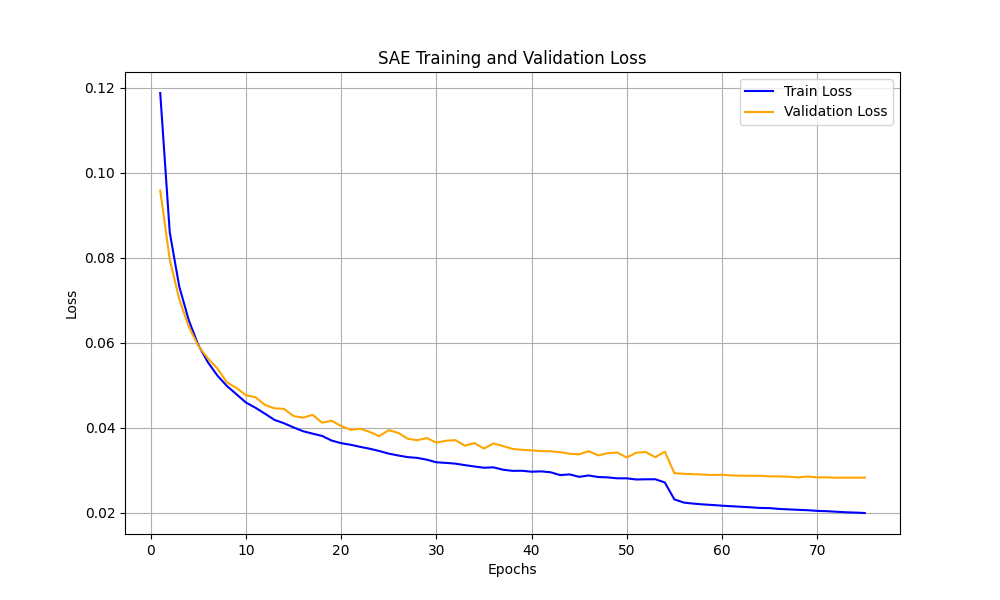 SAE Training and Validation Loss
Train Loss
Validation Loss
0.12
0.10
0.08
0.06
0.04
0.02
Loss
0 10 20 30 40 50 60 70
Epochs